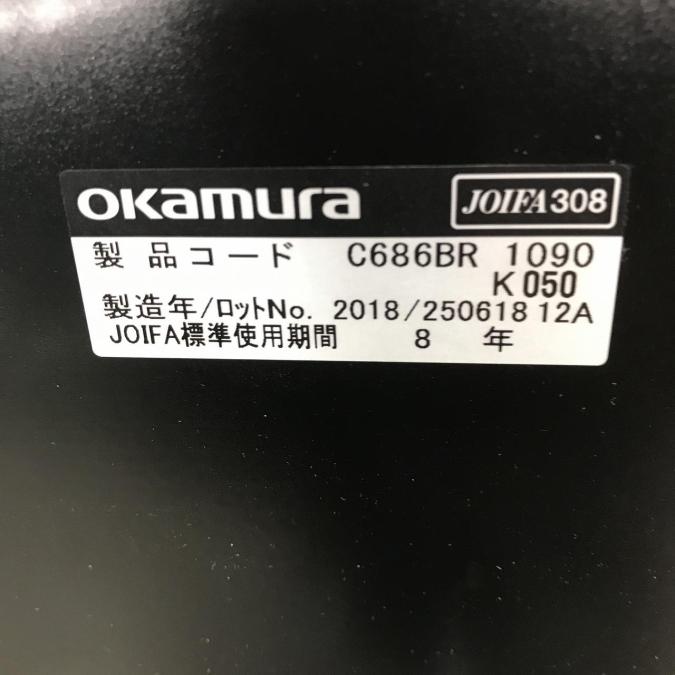 okamura JOIFA308
製品コード C686BR 1090
K050
製造年/ロットNo. 2018/250618 12A
JOIFA標準使用期間 8 年